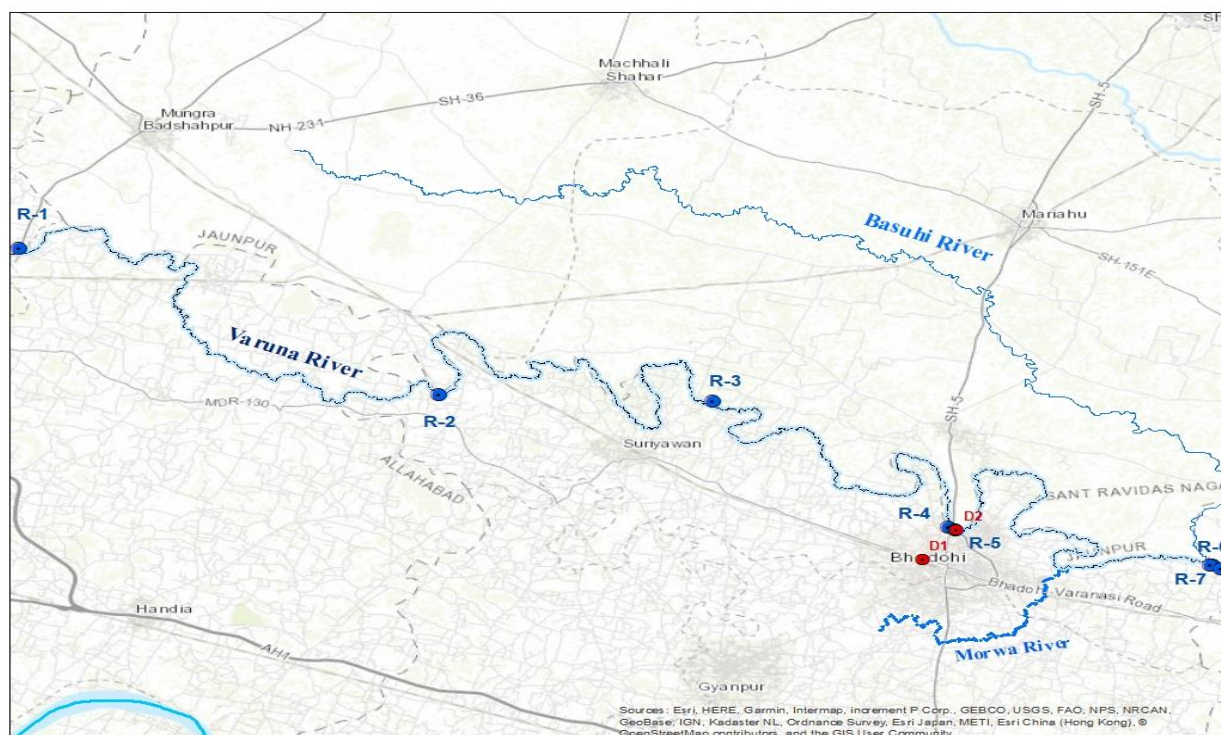 Machhali
Shahar
SH-36
Mungra
Badshahpur
NH-231
SH-5
R-1
JAUNPUR
Basuhi River
Mariahu
SH-151E
Varuna River
MDR-130
R-2
R-3
Suriyawan
ALLAHABAD
SH-5
SANT RAVIDAS NAGA
R-4
D2
R-5
D1
Bhadohi
JAUNPUR
R-7
Bhadohi-Varanasi Road
Handia
AH1
Morwa River
Gyanpur
Sources: Esri, HERE, Garmin, Intermap, increment P Corp., GEBCO, USGS, FAO, NPS, NRCAN,
GeoBase, IGN, Kadaster NL, Ordnance Survey, Esri Japan, METI, Esri China (Hong Kong), ©
OpenStreetMap contributors, and the GIS User Community